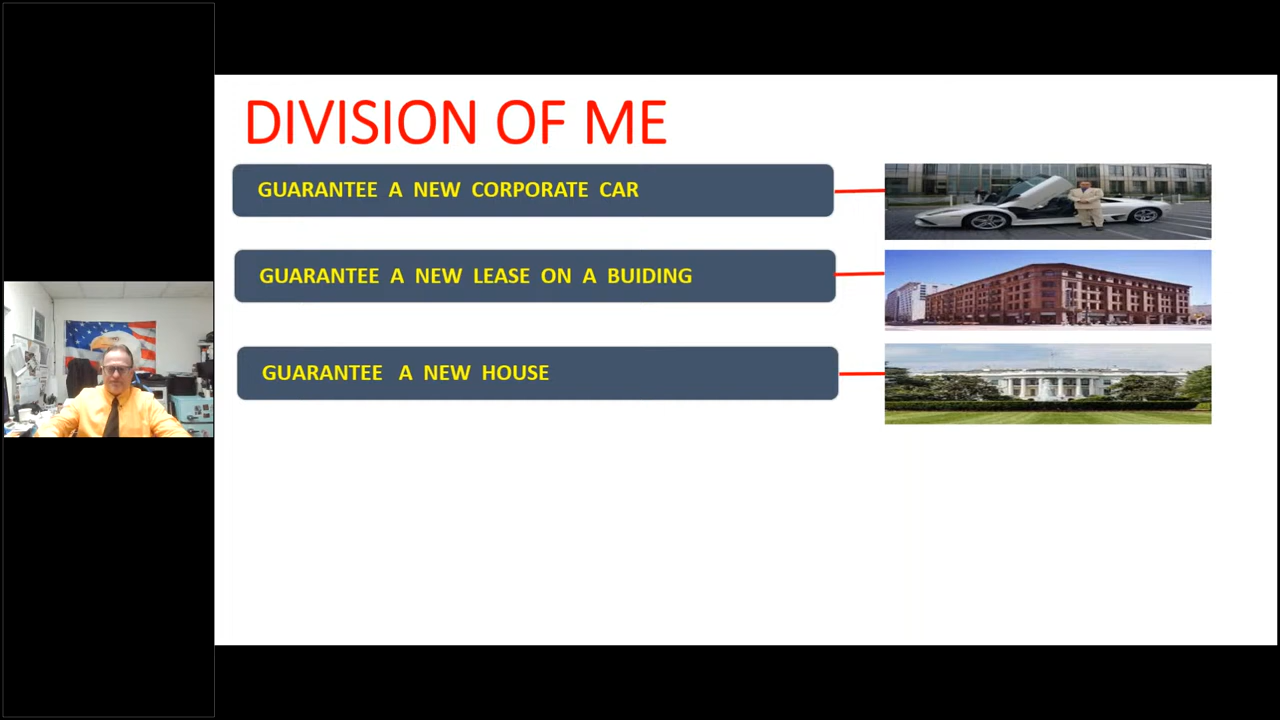 DIVISION OF ME
GUARANTEE A NEW CORPORATE CAR
GUARANTEE A NEW LEASE ON A BUIDING
GUARANTEE A NEW HOUSE